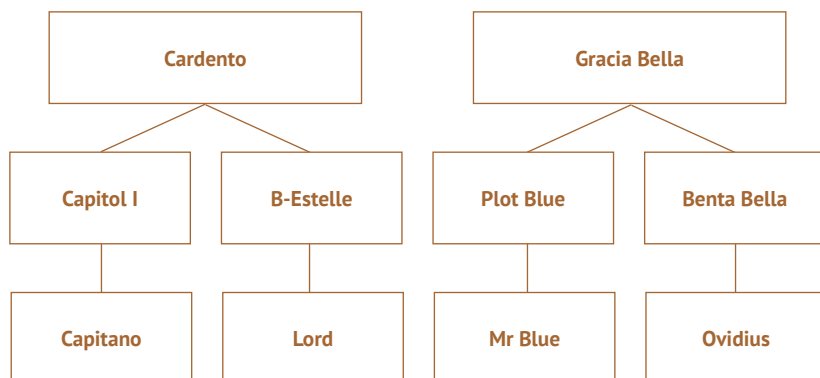 Cardento
Gracia Bella
Capitol I
B-Estelle
Plot Blue
Benta Bella
Capitano
Lord
Mr Blue
Ovidius